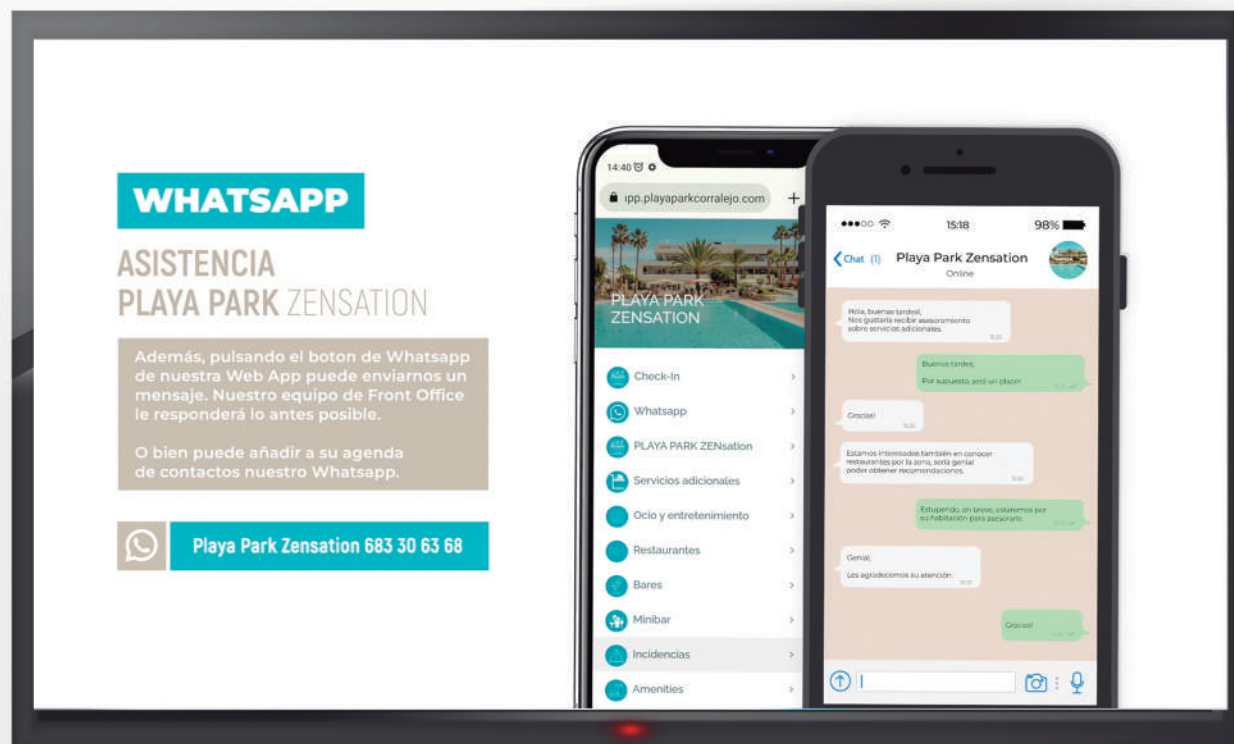 WHATSAPP
ASISTENCIA
PLAYA PARK ZENSATION
Además, pulsando el boton de Whatsapp
de nuestra Web App puede enviarnos un
mensaje. Nuestro equipo de Front Office
le responderá lo antes posible.
O bien puede añadir a su agenda
de contactos nuestro Whatsapp.
Playa Park Zensation 683 30 63 68
14:40
app.playaparkcorralejo.com +
PLAYA PARK
ZENSATION
Check-In
Whatsapp
PLAYA PARK ZENsation
Servicios adicionales
Ocio y entretenimiento
Restaurantes
Bares
Minibar
Incidencias
Amenities
15:18
98%
Chat (1)
Playa Park Zensation
Online
Hola, buenas tardes!,
Nos gustaría recibir asesoramiento
sobre servicios adicionales.
Buenas tardes,
Por supuesto, será un placer.
Gracias!
Estamos interesados también en conocer
restaurantes por la zona, sería genial
poder obtener recomendaciones.
Estupendo, en breve, estaremos por
su habitación para asesorarle.
Genial,
Les agradecemos su atención.
Gracias!